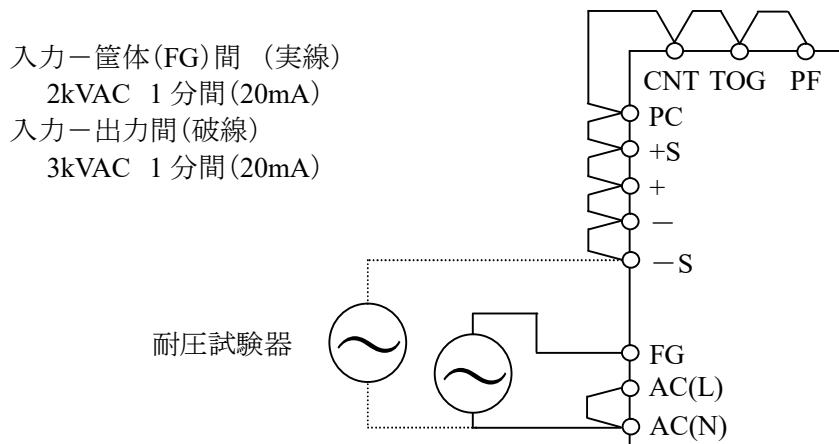 入力－筐体(FG)間 (実線)
2kVAC 1分間(20mA)
入力－出力間(破線)
3kVAC 1分間(20mA)
CNT TOG PF
PC
+S
+
－
－S
耐圧試験器
FG
AC(L)
AC(N)